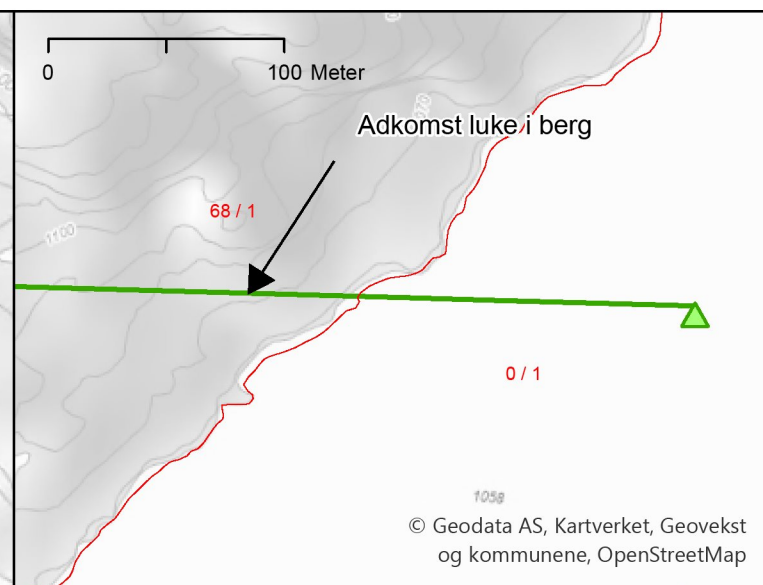 0
100 Meter
1070
Adkomst luke i berg
68 / 1
1100
0 / 1
1058
© Geodata AS, Kartverket, Geovekst
og kommunene, OpenStreetMap